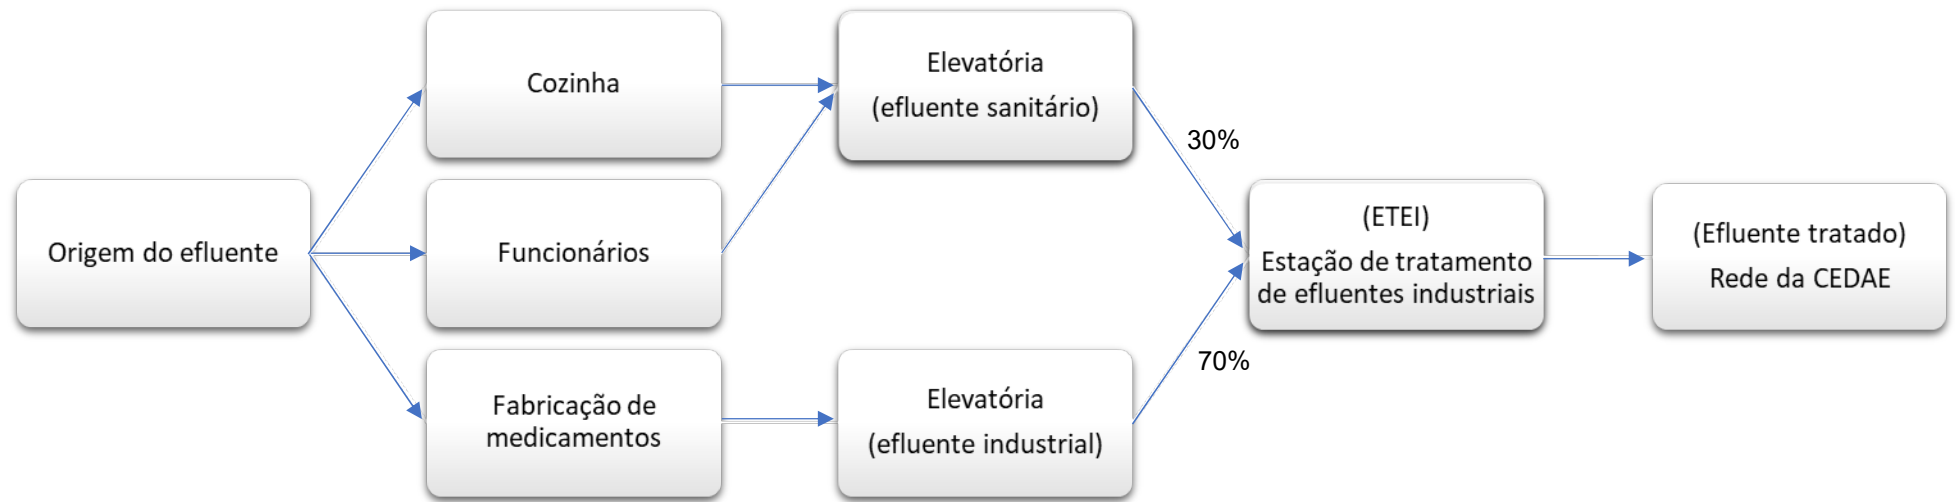 Origem do efluente
Cozinha
Funcionários
Fabricação de
medicamentos
Elevatória
(efluente sanitário)
Elevatória
(efluente industrial)
30%
70%
(ETEI)
Estação de tratamento
de efluentes industriais
(Efluente tratado)
Rede da CEDAE